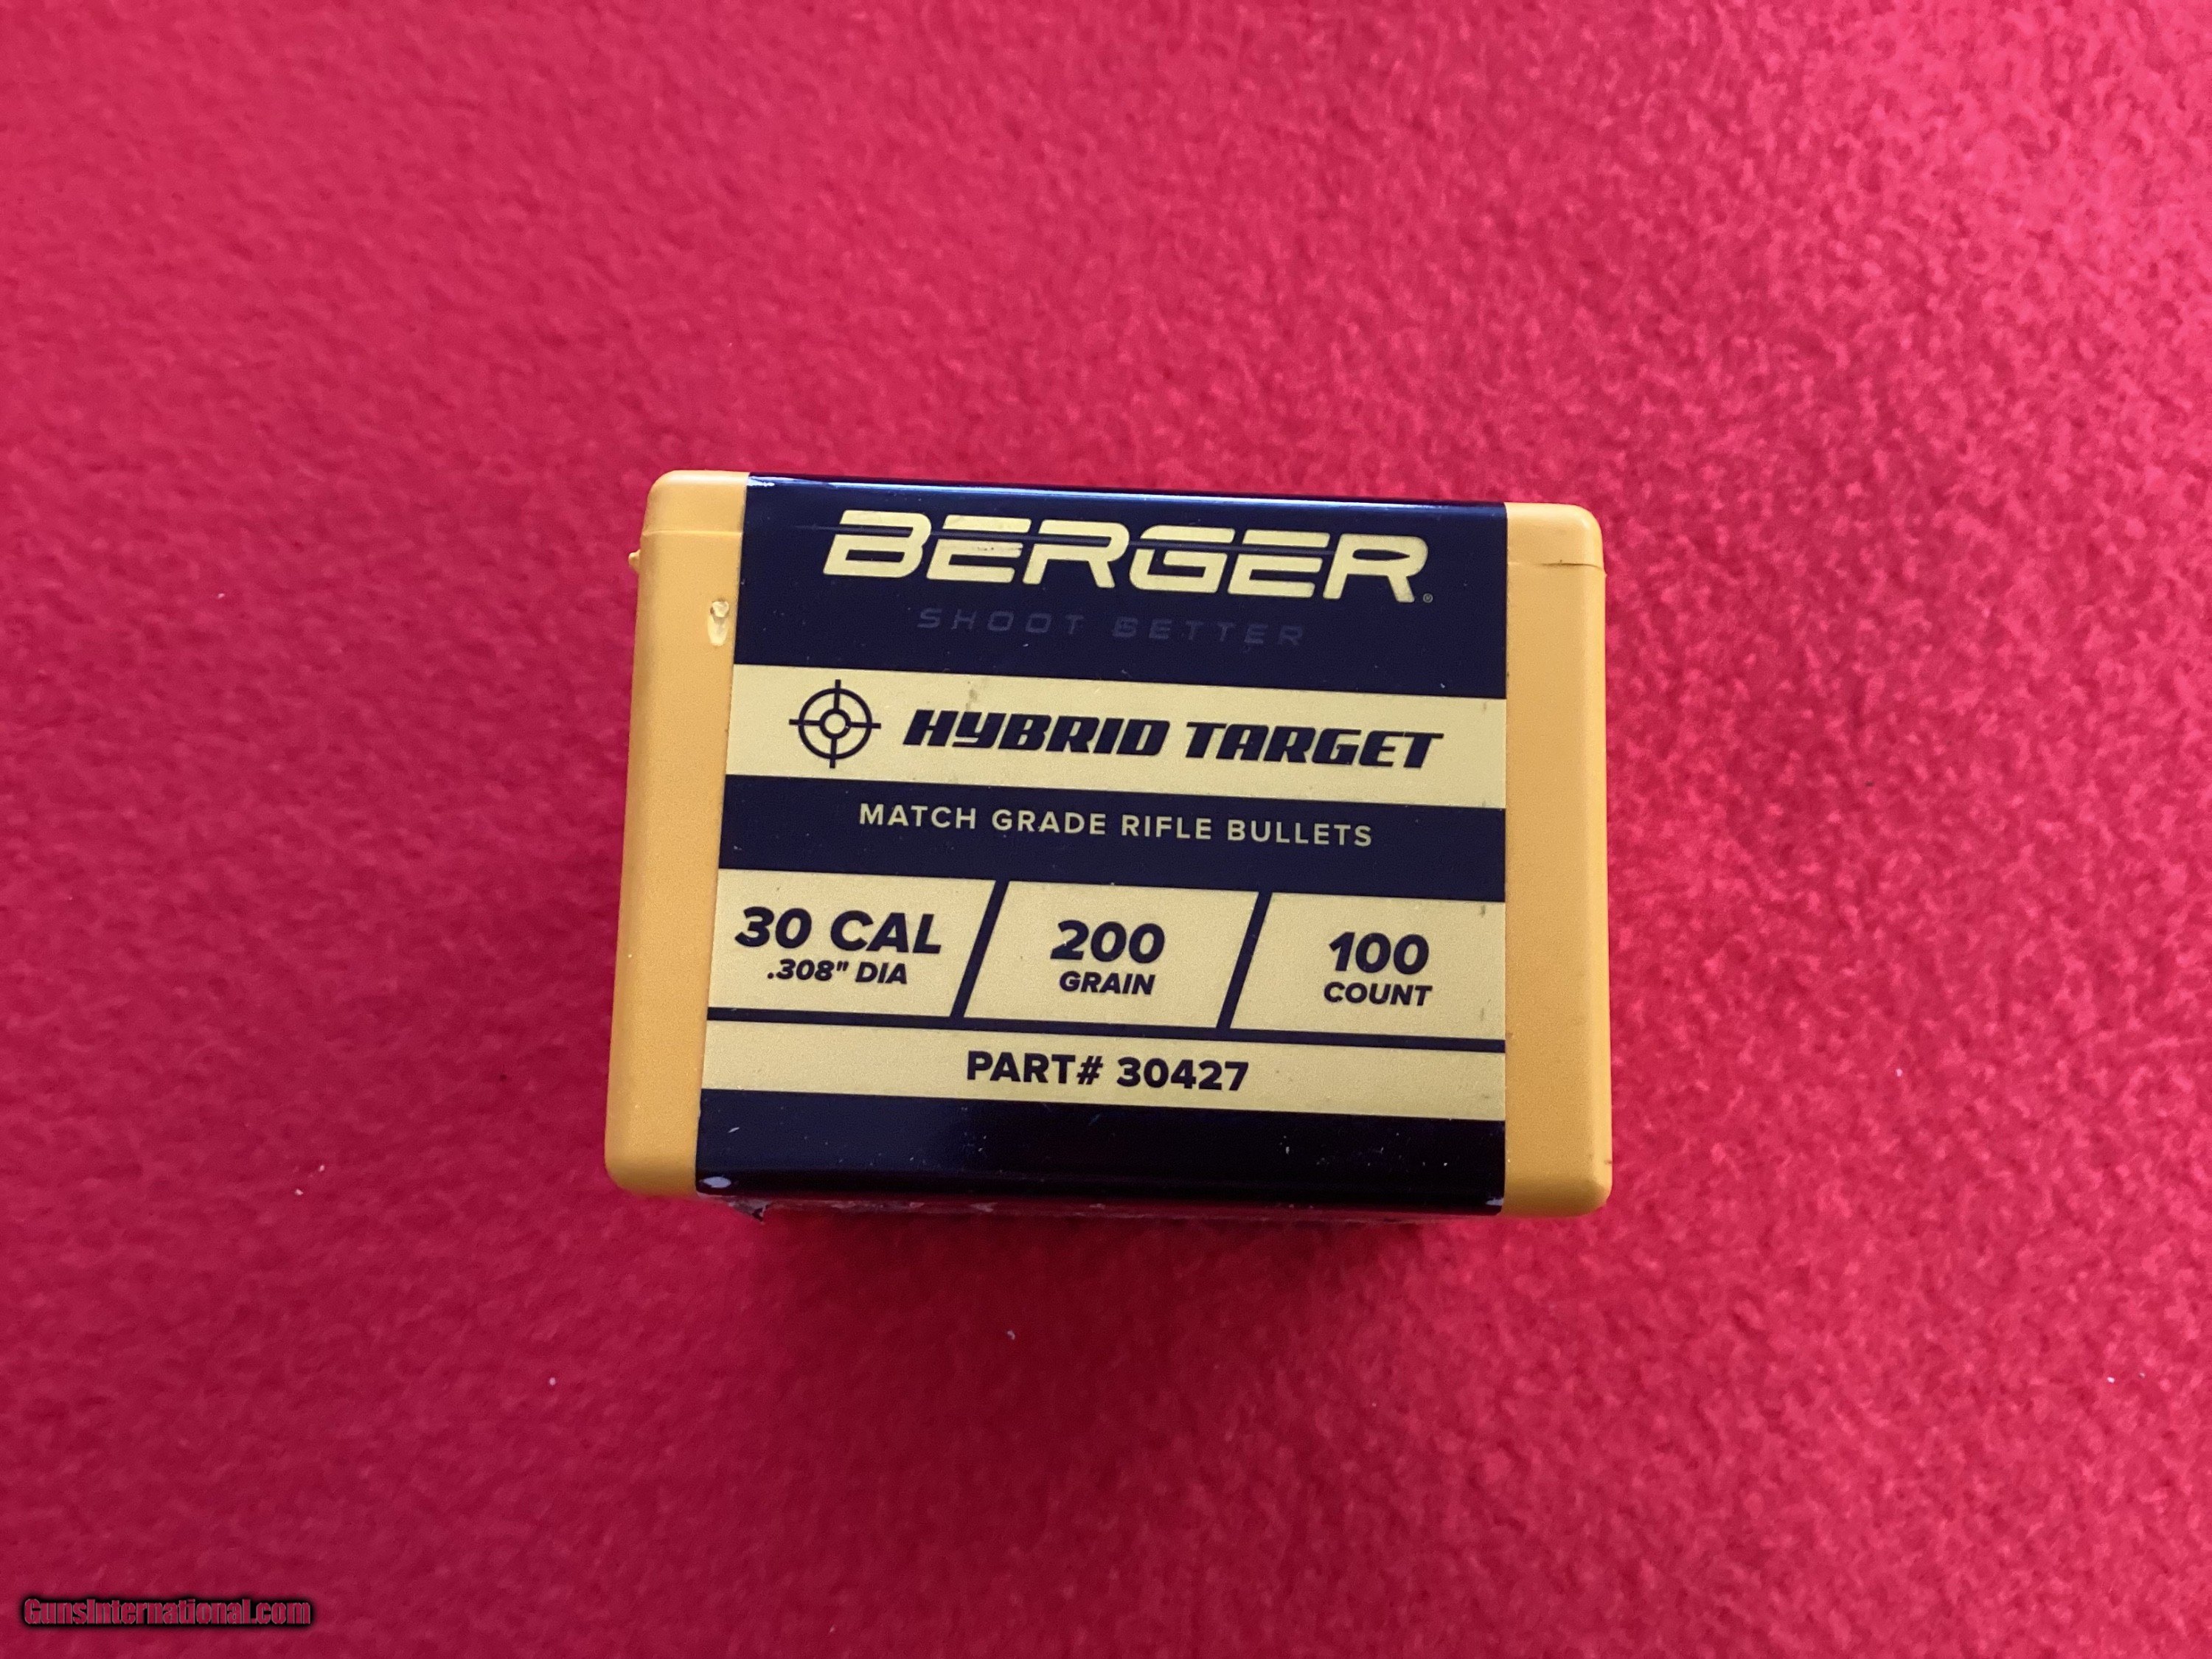 BERGER®
SHOOT BETTER
HYBRID TARGET
MATCH GRADE RIFLE BULLETS
30 CAL
.308" DIA
200
GRAIN
100
COUNT
PART# 30427
GunsInternational.com